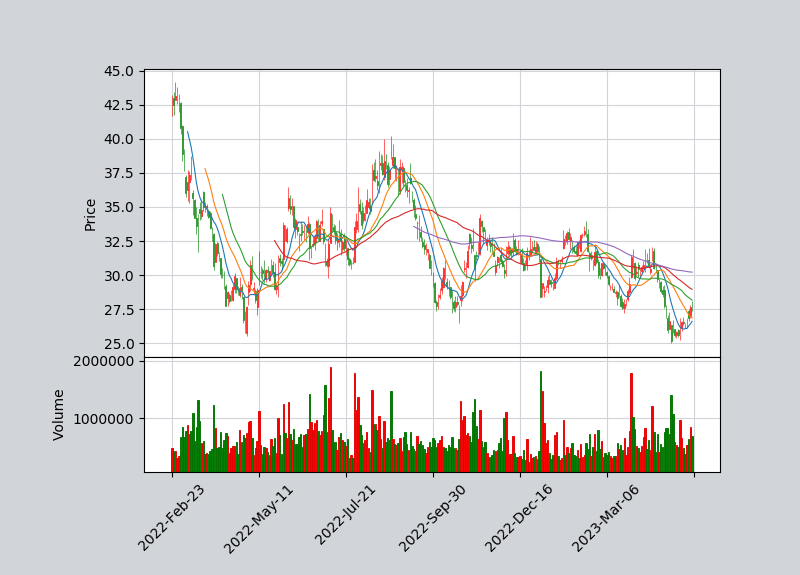 45.0
42.5
40.0
37.5
35.0
32.5
30.0
27.5
25.0
Price
2000000
1000000
Volume
2022-Feb-23
2022-May-11
2022-Jul-21
2022-Sep-30
2022-Dec-16
2023-Mar-06